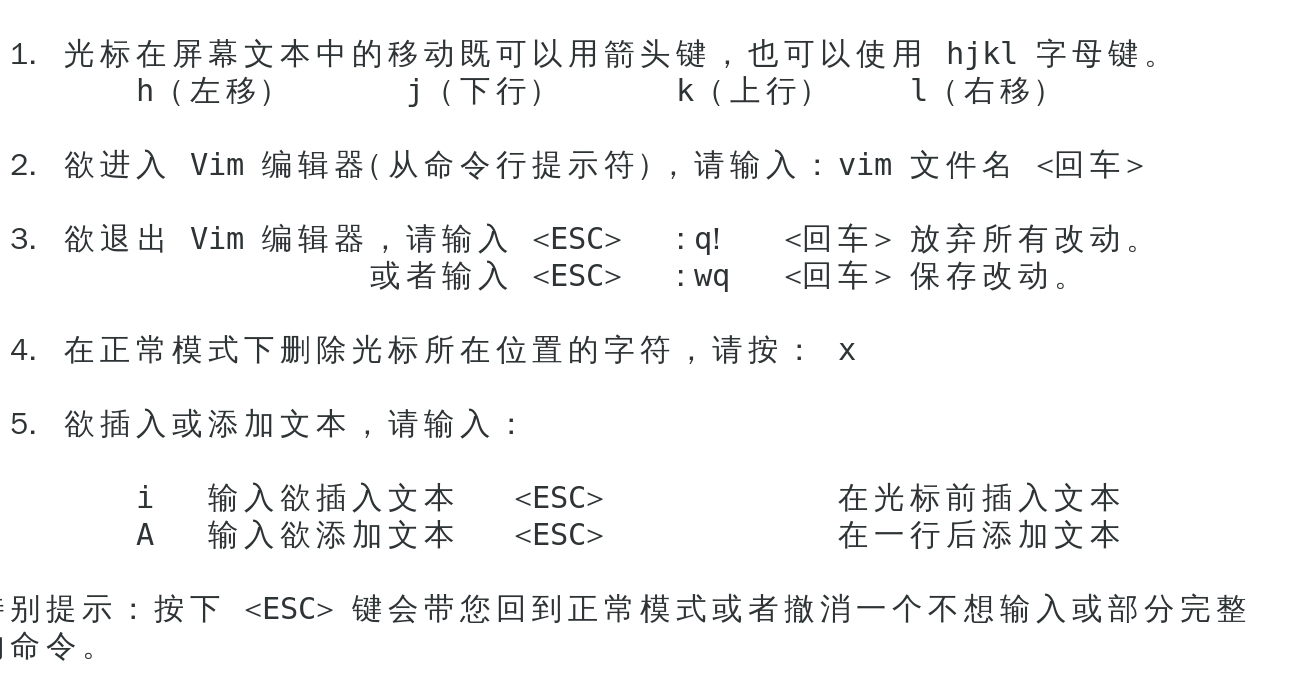 1. 光标在屏幕文本中的移动既可以用箭头键，也可以使用 hjkl 字母键。
h（左移） j（下行） k（上行） l（右移）
2. 欲进入 Vim 编辑器(从命令行提示符)，请输入：vim 文件名 <回车>
3. 欲退出 Vim 编辑器，请输入 <ESC> :q! <回车> 放弃所有改动。
或者输入 <ESC> :wq <回车> 保存改动。
4. 在正常模式下删除光标所在位置的字符，请按： x
5. 欲插入或添加文本，请输入：
i 输入欲插入文本 <ESC> 在光标前插入文本
A 输入欲添加文本 <ESC> 在一行后添加文本
别提示：按下 <ESC> 键会带您回到正常模式或者撤消一个不想输入或部分完整
命令。